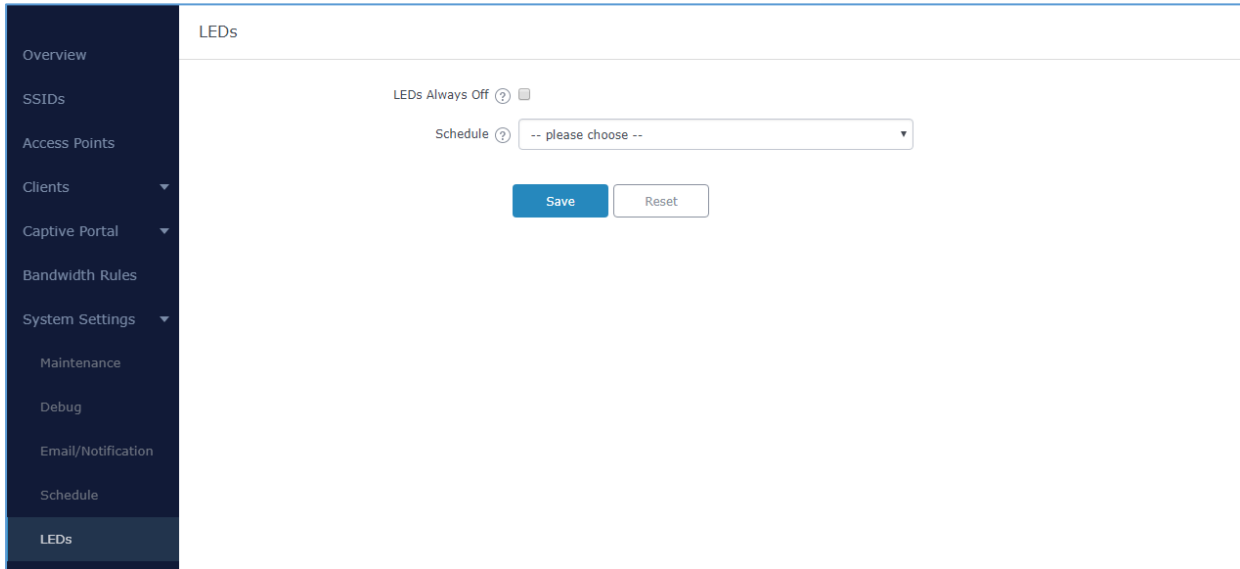 LEDs
Overview
SSIDs
Access Points
Clients
Captive Portal
Bandwidth Rules
System Settings
Maintenance
Debug
Email/Notification
Schedule
LEDs
LEDs Always Off ?
Schedule ? -- please choose --
Save Reset